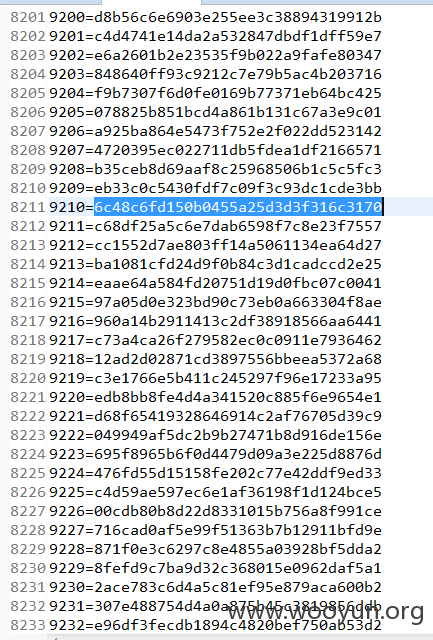 8201 9200=d8b56c6e6903e255ee3c38894319912b
8202 9201=c4d4741e14da2a532847dbdf1dff59e7
8203 9202=e6a2601b2e23535f9b022a9fafe80347
8204 9203=848640ff93c9212c7e79b5ac4b203716
8205 9204=f9b7307f6d0fe0169b77371eb64bc425
8206 9205=078825b851bcd4a861b131c67a3e9c01
8207 9206=a925ba864e5473f752e2f022dd523142
8208 9207=4720395ec022711db5fdea1df2166571
8209 9208=b35ceb8d69aaf8c25968506b1c5c5fc3
8210 9209=eb33c0c5430fdf7c09f3c93dc1cde3bb
8211 9210=6c48c6fd150b0455a25d3d3f316c3170
8212 9211=c68df25a5c6e7dab6598f7c8e23f7557
8213 9212=cc1552d7ae803ff14a5061134ea64d27
8214 9213=ba1081cfd24d9f0b84c3d1cadccd2e25
8215 9214=eaae64a584fd20751d19d0fbc07c0041
8216 9215=97a05d0e323bd90c73eb0a663304f8ae
8217 9216=960a14b2911413c2df38918566aa6441
8218 9217=c73a4ca26f279582ec0c0911e7936462
8219 9218=12ad2d02871cd3897556bbeea5372a68
8220 9219=c3e1766e5b411c245297f96e17233a95
8221 9220=edb8bb8fe4d4a341520c885f6e9654e1
8222 9221=d68f65419328646914c2af76705d39c9
8223 9222=049949af5dc2b9b27471b8d916de156e
8224 9223=695f8965b6f0d4479d09a3e225d8876d
8225 9224=476fd55d15158fe202c77e42ddf9ed33
8226 9225=c4d59ae597ec6e1af36198f1d124bce5
8227 9226=00cdb80b8d22d8331015b756a8f991ce
8228 9227=716cad0af5e99f51363b7b12911bfd9e
8229 9228=871f0e3c6297c8e4855a03928bf5dda2
8230 9229=8fefd9c7ba9d32c368015e0962daf5a1
8231 9230=2ace783c6d4a5c81ef95e879aca600b2
8232 9231=307e488754d4a0a875b45c3819856ddb
8233 9232=e96df3fecdb1894c4820bef750ab53d2
www.wooyun.org